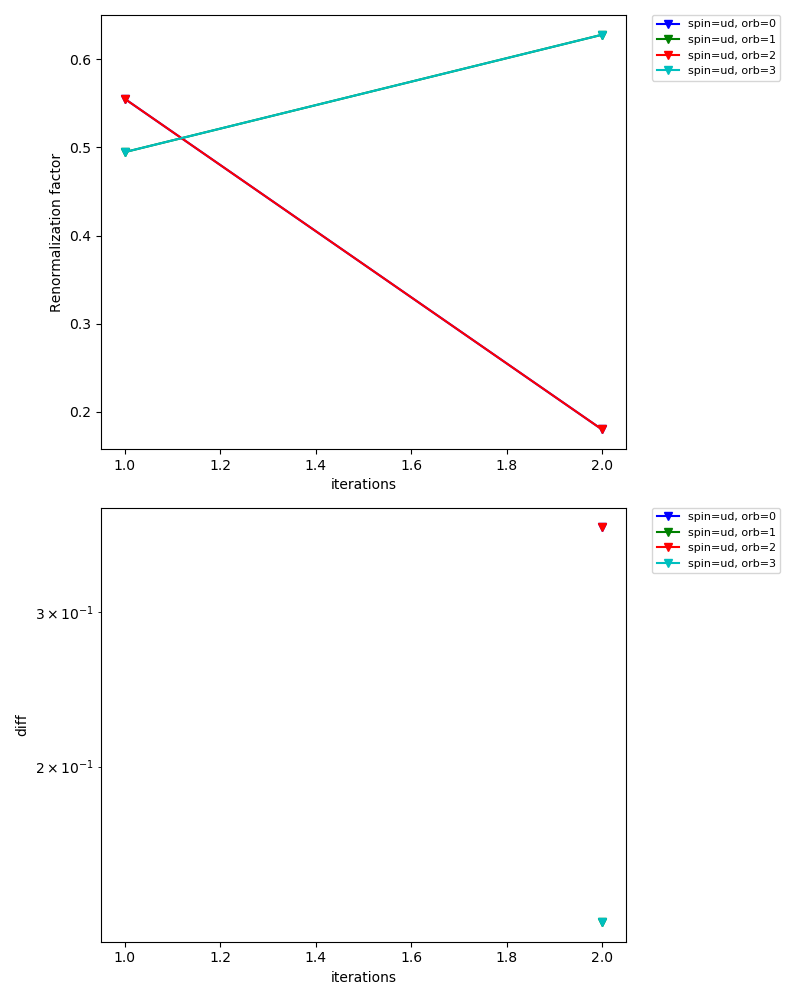 0.6
0.5
0.4
0.3
0.2
Renormalization factor
1.0 1.2 1.4 1.6 1.8 2.0
iterations
spin=ud, orb=0
spin=ud, orb=1
spin=ud, orb=2
spin=ud, orb=3
3 × 10⁻¹
2 × 10⁻¹
diff
1.0 1.2 1.4 1.6 1.8 2.0
iterations
spin=ud, orb=0
spin=ud, orb=1
spin=ud, orb=2
spin=ud, orb=3